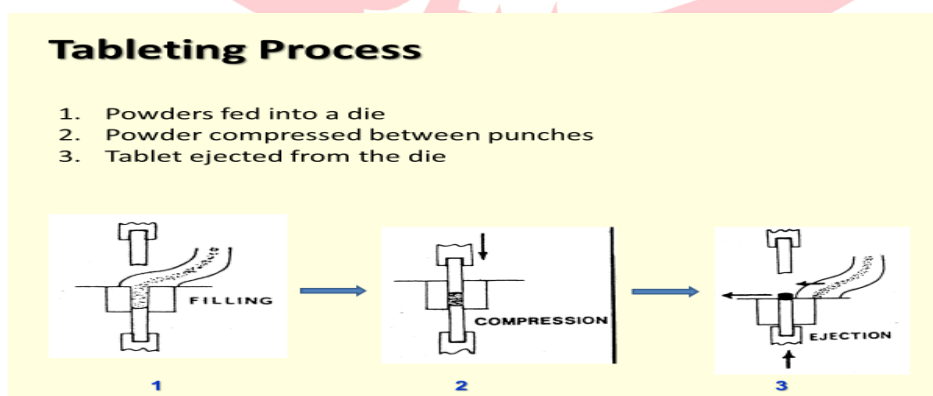 Tableting Process
1. Powders fed into a die
2. Powder compressed between punches
3. Tablet ejected from the die
FILLING
COMPRESSION
EJECTION
1
2
3